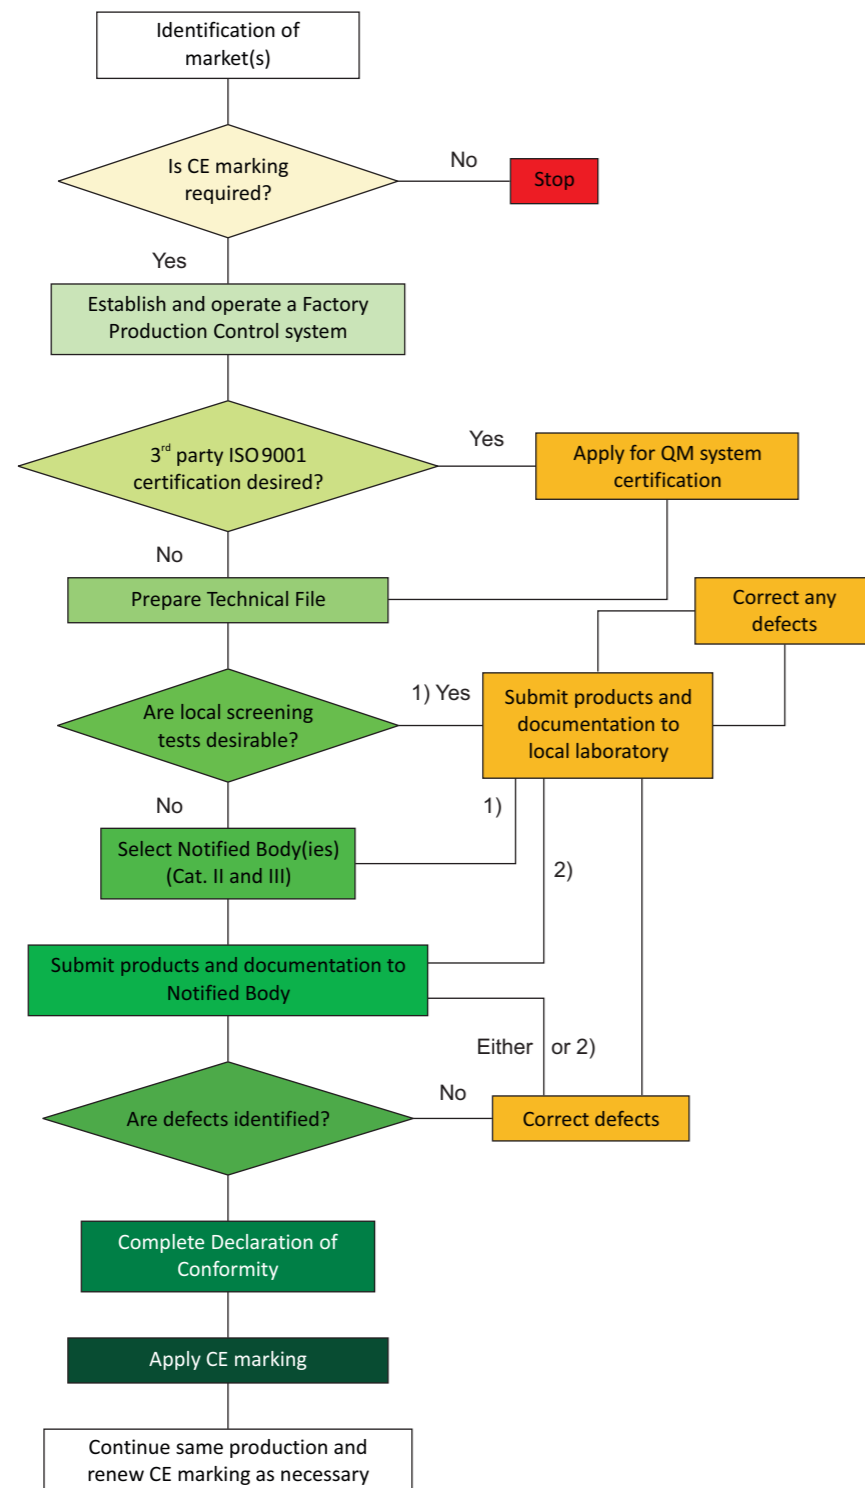 Identification of
market(s)
Is CE marking
required?
No
Stop
Yes
Establish and operate a Factory
Production Control system
3rd party ISO 9001
certification desired?
Yes
Apply for QM system
certification
No
Prepare Technical File
Correct any
defects
Are local screening
tests desirable?
1) Yes
Submit products and
documentation to
local laboratory
No
1)
Select Notified Body(ies)
(Cat. II and III)
2)
Submit products and documentation to
Notified Body
Either or 2)
Are defects identified?
No
Correct defects
Complete Declaration of
Conformity
Apply CE marking
Continue same production and
renew CE marking as necessary